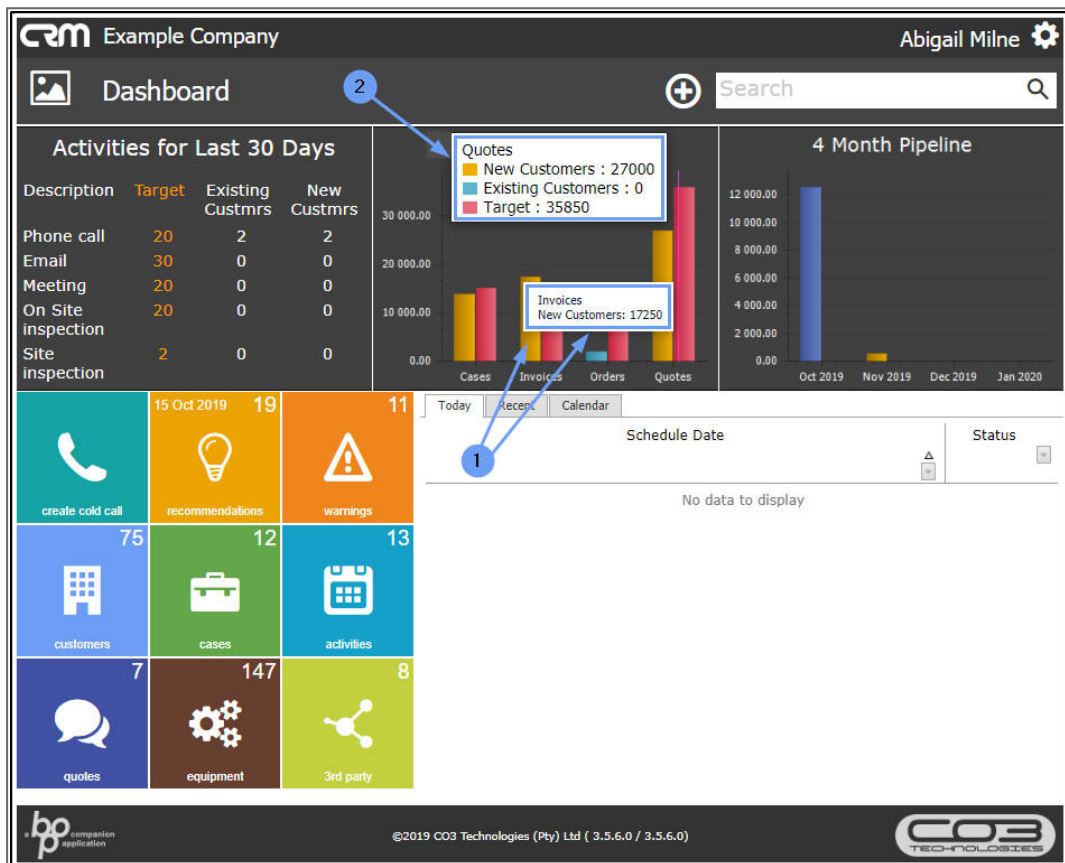 CRM Example Company
Abigail Milne
Dashboard
2
Search
Activities for Last 30 Days
Description Target Existing Custmrs New Custmrs
Phone call 20 2 2
Email 30 0 0
Meeting 20 0 0
On Site inspection 20 0 0
Site inspection 2 0 0
Quotes
New Customers : 27000
Existing Customers : 0
Target : 35850
30 000.00
20 000.00
10 000.00
0.00
Invoices
New Customers: 17250
Cases Invoices Orders Quotes
4 Month Pipeline
12 000.00
10 000.00
8 000.00
6 000.00
4 000.00
2 000.00
0.00
Oct 2019 Nov 2019 Dec 2019 Jan 2020
create cold call
15 Oct 2019 19
recommendations
11
warnings
75
customers
12
cases
13
activities
7
quotes
147
equipment
8
3rd party
Today Recent Calendar
1
Schedule Date Status
No data to display
a bpo companion
application
©2019 CO3 Technologies (Pty) Ltd ( 3.5.6.0 / 3.5.6.0)
CO3
TECHNOLOGIES